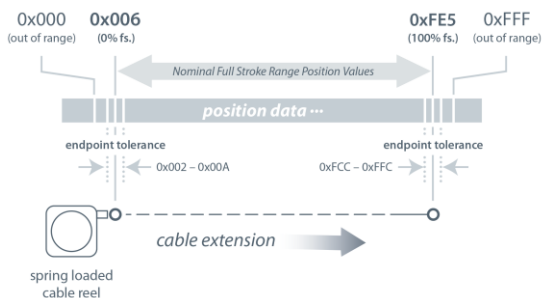 0x000
(out of range)
0x006
(0% fs.)
0xFE5
(100% fs.)
0xFFF
(out of range)
Nominal Full Stroke Range Position Values
position data ···
endpoint tolerance
endpoint tolerance
0x002 – 0x00A
0xFCC – 0xFFC
cable extension
spring loaded
cable reel